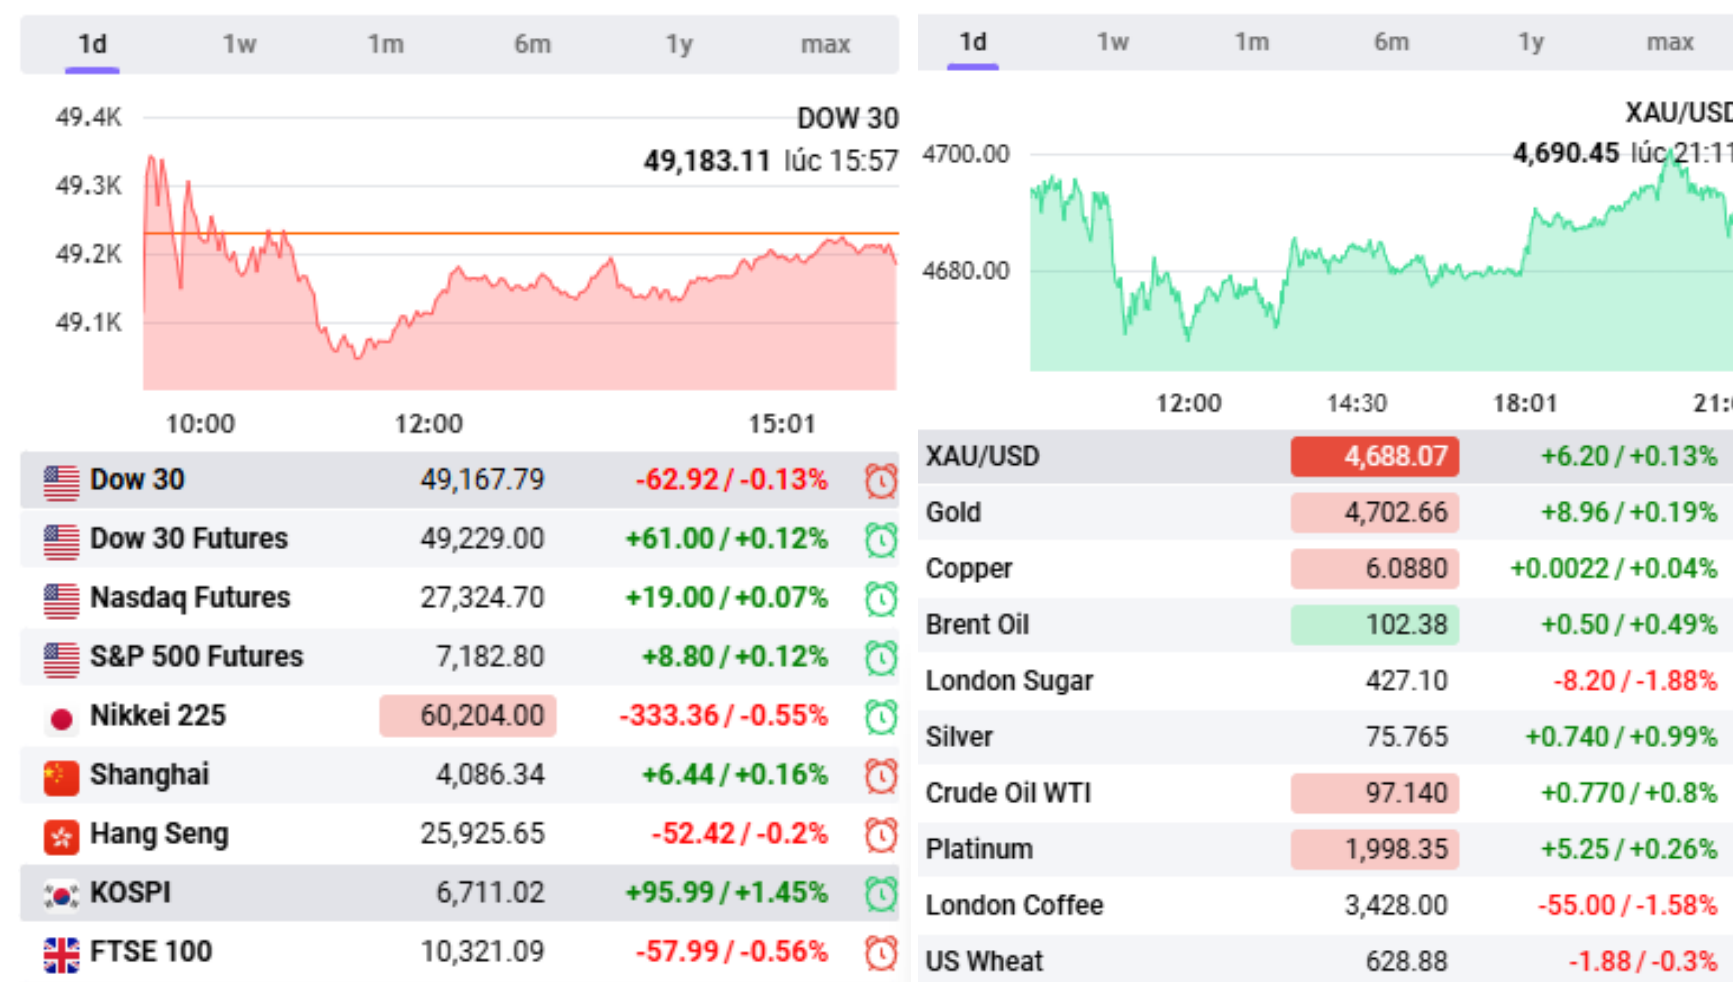 1d 1w 1m 6m 1y max
49.4K
DOW 30
49,183.11 lúc 15:57
49.3K
49.2K
49.1K
10:00 12:00 15:01
Dow 30 49,167.79 -62.92 / -0.13%
Dow 30 Futures 49,229.00 +61.00 / +0.12%
Nasdaq Futures 27,324.70 +19.00 / +0.07%
S&P 500 Futures 7,182.80 +8.80 / +0.12%
Nikkei 225 60,204.00 -333.36 / -0.55%
Shanghai 4,086.34 +6.44 / +0.16%
Hang Seng 25,925.65 -52.42 / -0.2%
KOSPI 6,711.02 +95.99 / +1.45%
FTSE 100 10,321.09 -57.99 / -0.56%
1d 1w 1m 6m 1y max
XAU/USD
4700.00
4,690.45 lúc 21:11
4680.00
12:00 14:30 18:01 21:
XAU/USD 4,688.07 +6.20 / +0.13%
Gold 4,702.66 +8.96 / +0.19%
Copper 6.0880 +0.0022 / +0.04%
Brent Oil 102.38 +0.50 / +0.49%
London Sugar 427.10 -8.20 / -1.88%
Silver 75.765 +0.740 / +0.99%
Crude Oil WTI 97.140 +0.770 / +0.8%
Platinum 1,998.35 +5.25 / +0.26%
London Coffee 3,428.00 -55.00 / -1.58%
US Wheat 628.88 -1.88 / -0.3%